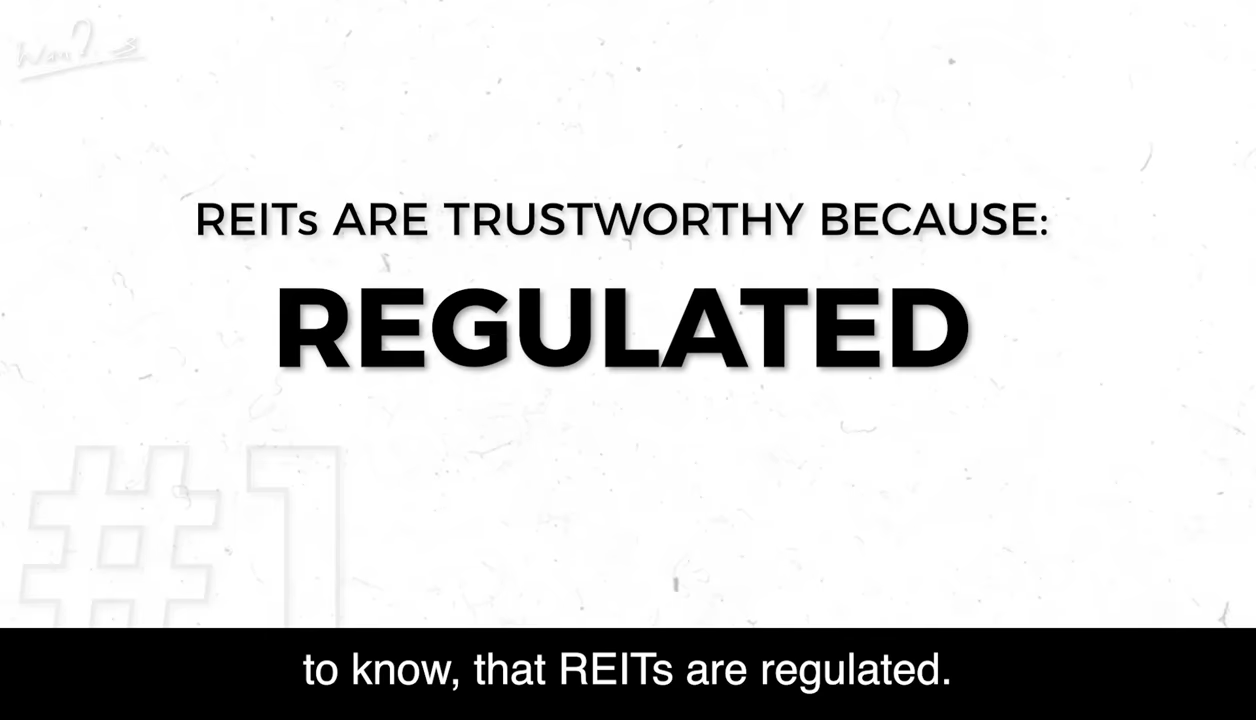 REITs ARE TRUSTWORTHY BECAUSE:
REGULATED
#1
to know, that REITs are regulated.